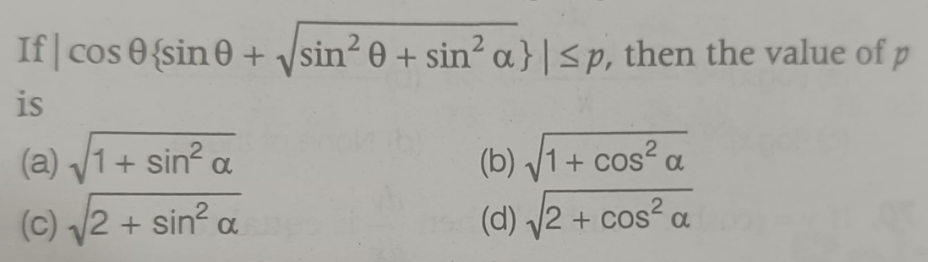 If | cos θ{sin θ + √(sin² θ + sin² α)} | ≤ p, then the value of p
is
(a) √(1 + sin² α) (b) √(1 + cos² α)
(c) √(2 + sin² α) (d) √(2 + cos² α)